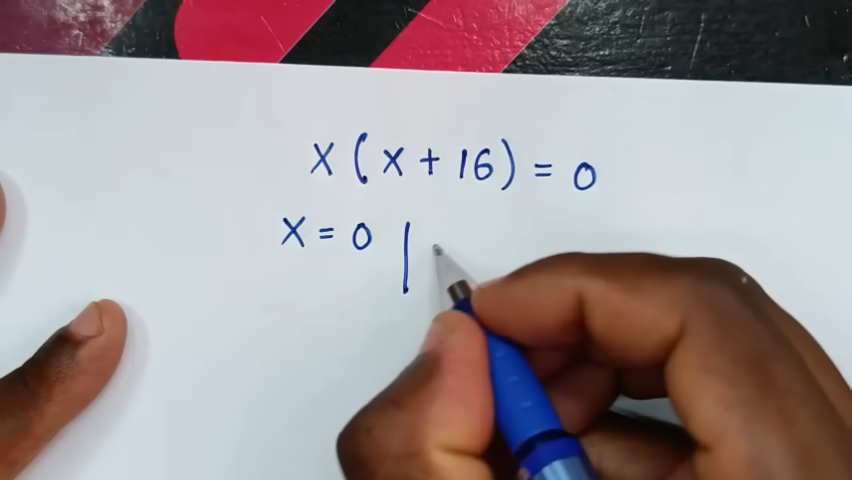 x(x+16) = 0
x = 0 |